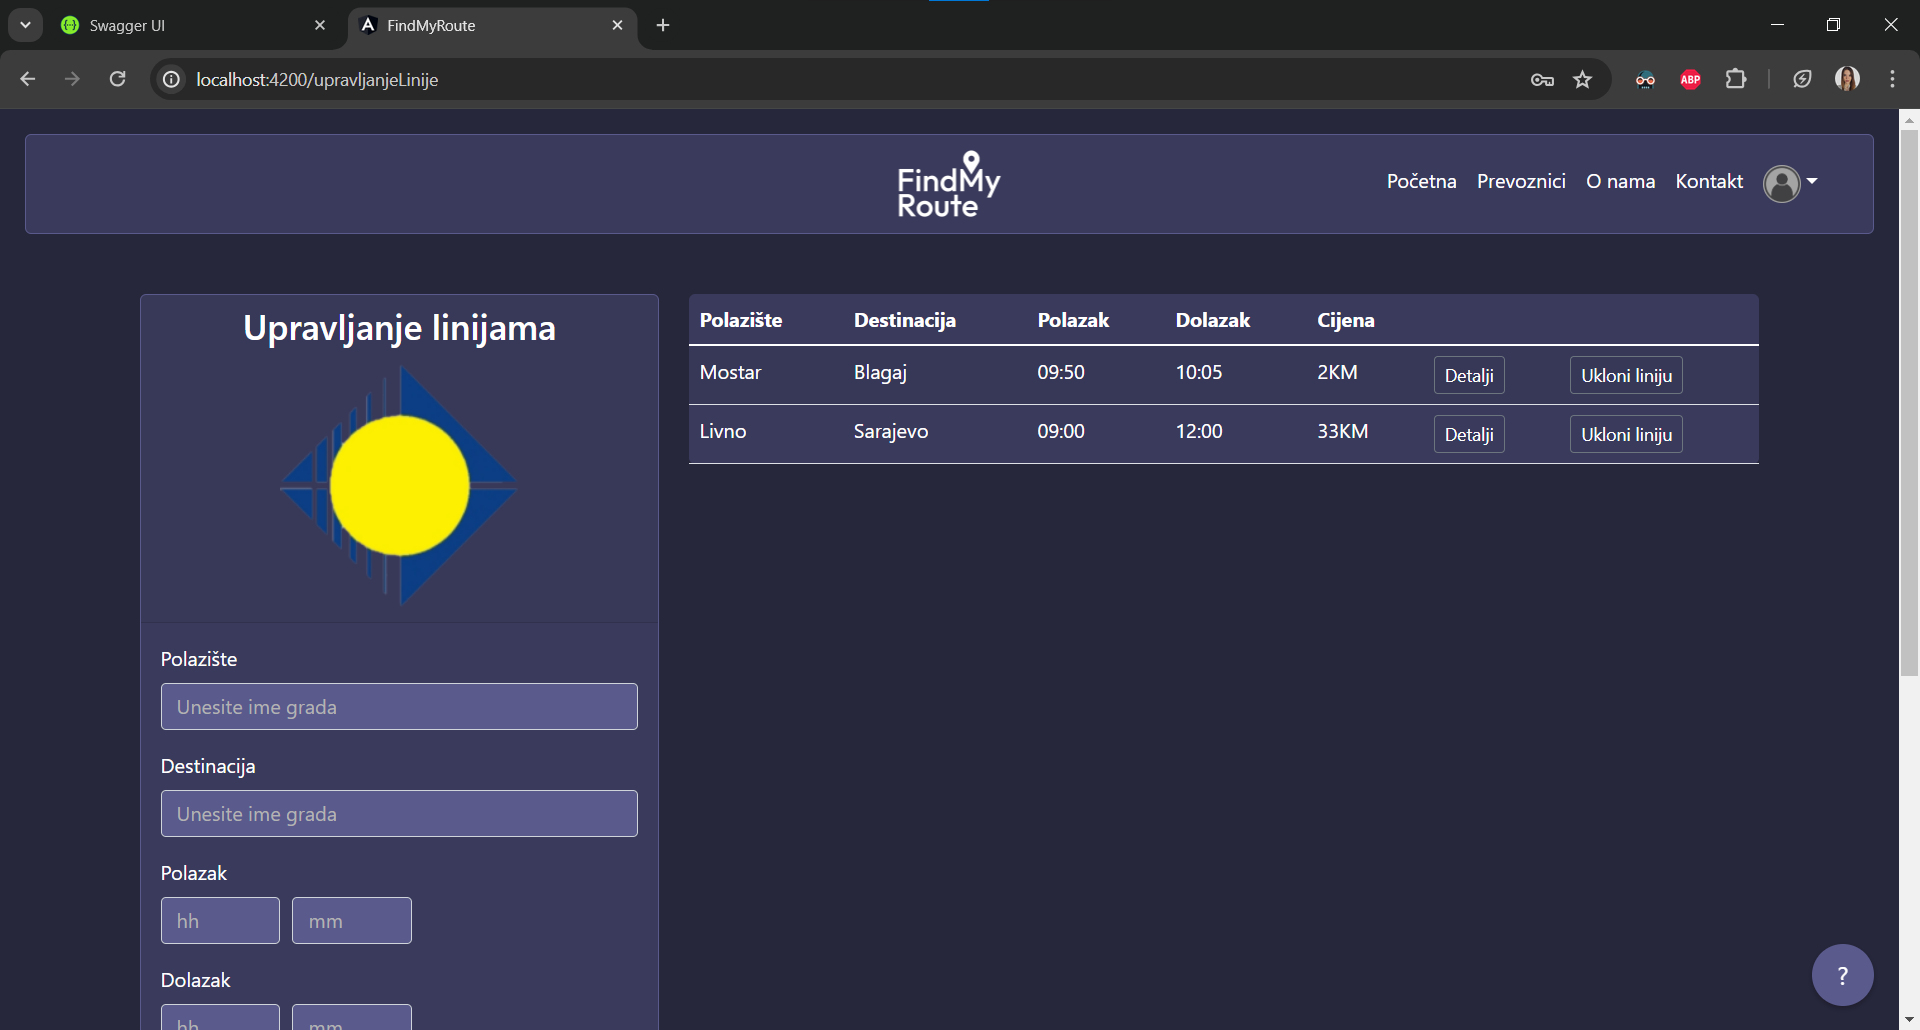 Swagger UI
FindMyRoute
localhost:4200/upravljanjeLinije
ABP
FindMy
Route
Početna Prevoznici O nama Kontakt
Upravljanje linijama
Polazište
Unesite ime grada
Destinacija
Unesite ime grada
Polazak
hh mm
Dolazak
hh mm
Polazište Destinacija Polazak Dolazak Cijena
Mostar Blagaj 09:50 10:05 2KM Detalji Ukloni liniju
Livno Sarajevo 09:00 12:00 33KM Detalji Ukloni liniju
?